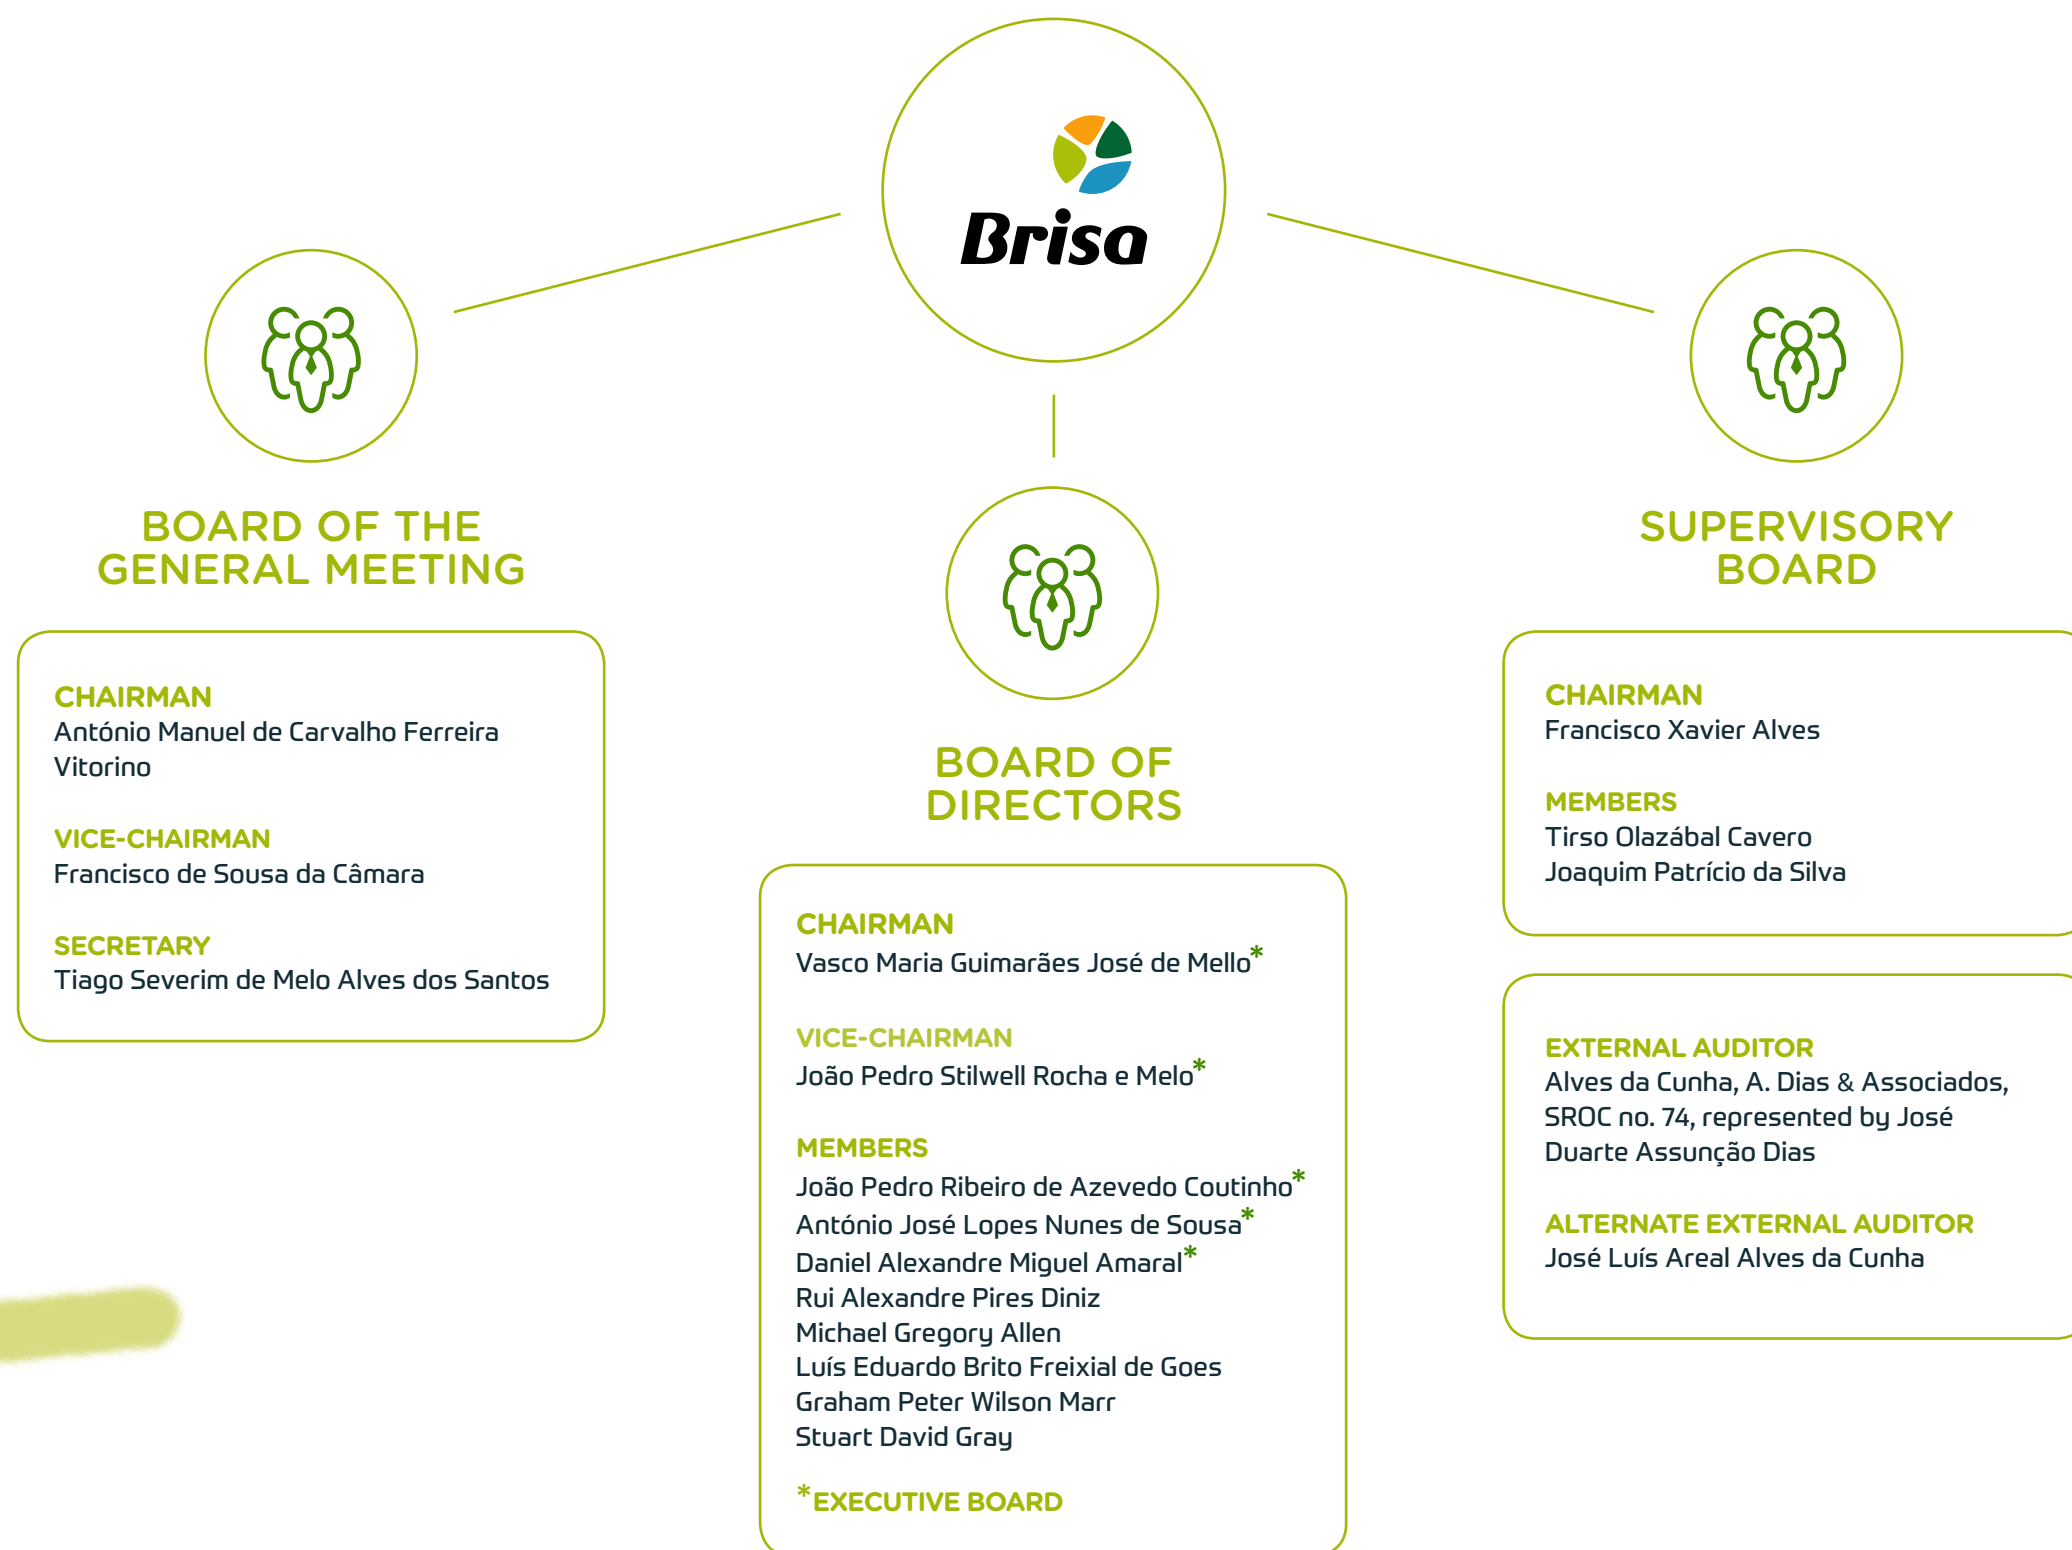 Brisa
BOARD OF THE
GENERAL MEETING
CHAIRMAN
António Manuel de Carvalho Ferreira
Vitorino
VICE-CHAIRMAN
Francisco de Sousa da Câmara
SECRETARY
Tiago Severim de Melo Alves dos Santos
BOARD OF
DIRECTORS
CHAIRMAN
Vasco Maria Guimarães José de Mello*
VICE-CHAIRMAN
João Pedro Stilwell Rocha e Melo*
MEMBERS
João Pedro Ribeiro de Azevedo Coutinho*
António José Lopes Nunes de Sousa*
Daniel Alexandre Miguel Amaral*
Rui Alexandre Pires Diniz
Michael Gregory Allen
Luís Eduardo Brito Freixial de Goes
Graham Peter Wilson Marr
Stuart David Gray
*EXECUTIVE BOARD
SUPERVISORY
BOARD
CHAIRMAN
Francisco Xavier Alves
MEMBERS
Tirso Olazábal Cavero
Joaquim Patrício da Silva
EXTERNAL AUDITOR
Alves da Cunha, A. Dias & Associados,
SROC no. 74, represented by José
Duarte Assunção Dias
ALTERNATE EXTERNAL AUDITOR
José Luís Areal Alves da Cunha